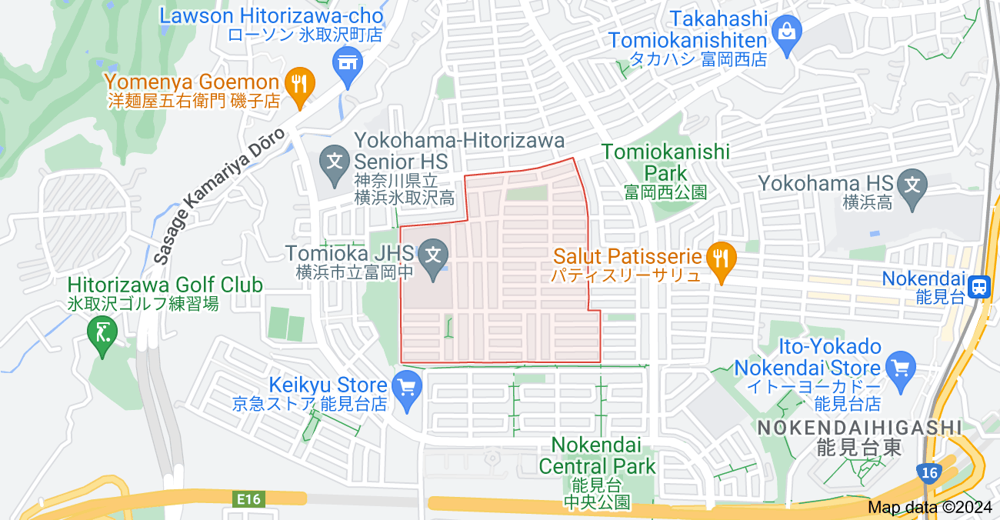 Lawson Hitorizawa-cho
ローソン 氷取沢町店
Takahashi
Tomiokanishiten
タカハシ 富岡西店
Yomenya Goemon
洋麺屋五右衛門 磯子店
Sasage Kamariya Dōro
文
Yokohama-Hitorizawa
Senior HS
神奈川県立
横浜氷取沢高
Tomiokanishi
Park
富岡西公園
Yokohama HS
横浜高
文
Tomioka JHS
横浜市立富岡中
文
Salut Patisserie
パティスリーサリュ
Nokendai
能見台
Hitorizawa Golf Club
氷取沢ゴルフ練習場
Ito-Yokado
Nokendai Store
イトーヨーカドー
能見台店
Keikyu Store
京急ストア 能見台店
NOKENDAIHIGASHI
能見台東
Nokendai
Central Park
能見台
中央公園
16
E16
Map data ©2024